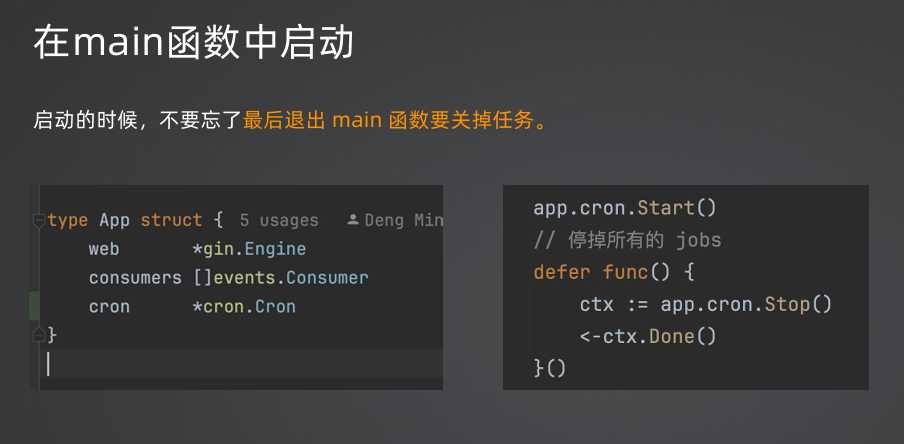 在main函数中启动
启动的时候，不要忘了最后退出 main 函数要关掉任务。
type App struct { 5 usages Deng Min
web *gin.Engine
consumers []events.Consumer
cron *cron.Cron
}
app.cron.Start()
// 停掉所有的 jobs
defer func() {
ctx := app.cron.Stop()
<-ctx.Done()
}()